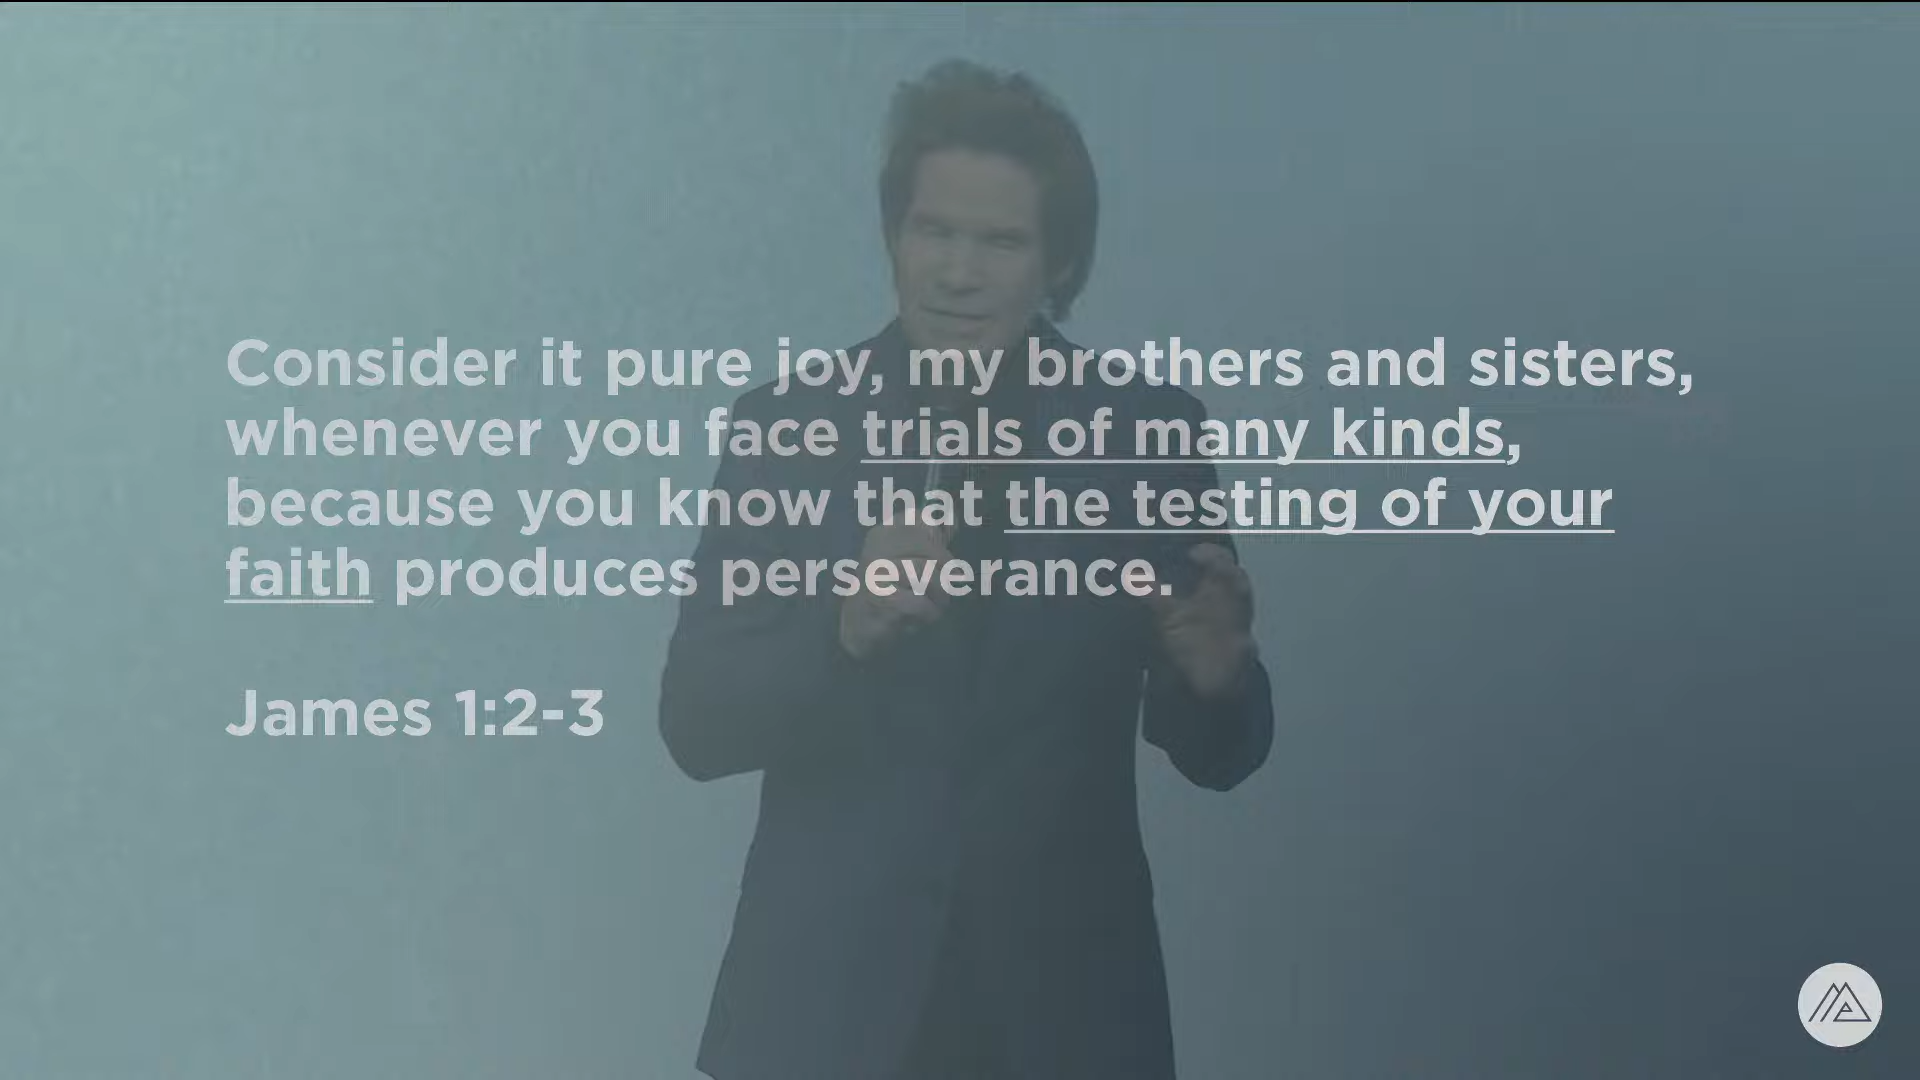 Consider it pure joy, my brothers and sisters,
whenever you face trials of many kinds,
because you know that the testing of your
faith produces perseverance.
James 1:2-3